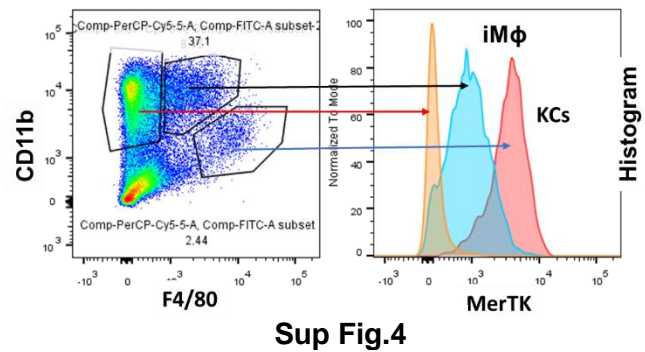 Comp-PerCP-Cy5-5-A, Comp-FITC-A subset-2
37.1
10⁵
10⁴
10³
0
10³
CD11b
Comp-PerCP-Cy5-5-A, Comp-FITC-A subset
2.44
-10³ 0 10³ 10⁴ 10⁵
F4/80
100
80
60
40
20
0
Normalized To Mode
iMφ
KCs
-10³ 0 10³ 10⁴ 10⁵
MerTK
Histogram
Sup Fig.4